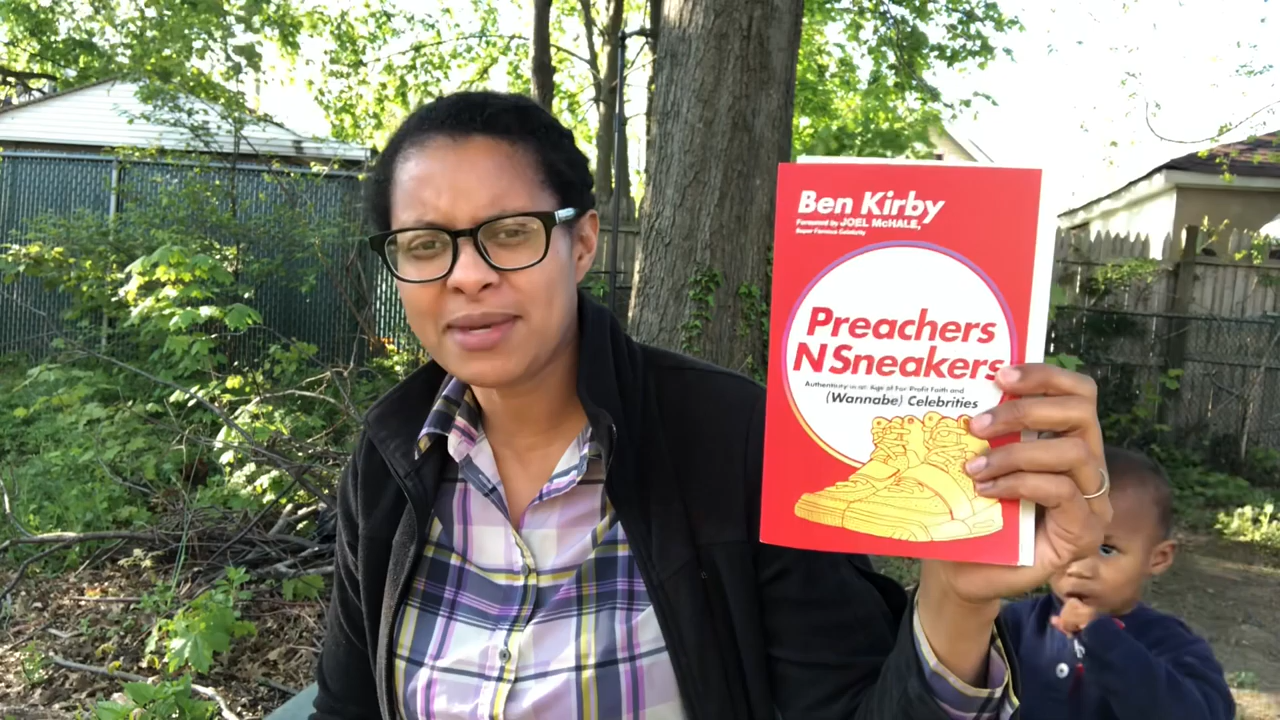 Ben Kirby
Foreword by JOEL McHALE,
Super Famous Celebrity
Preachers
NSneakers
Authenticity in an Age of For-Profit Faith and
(Wannabe) Celebrities